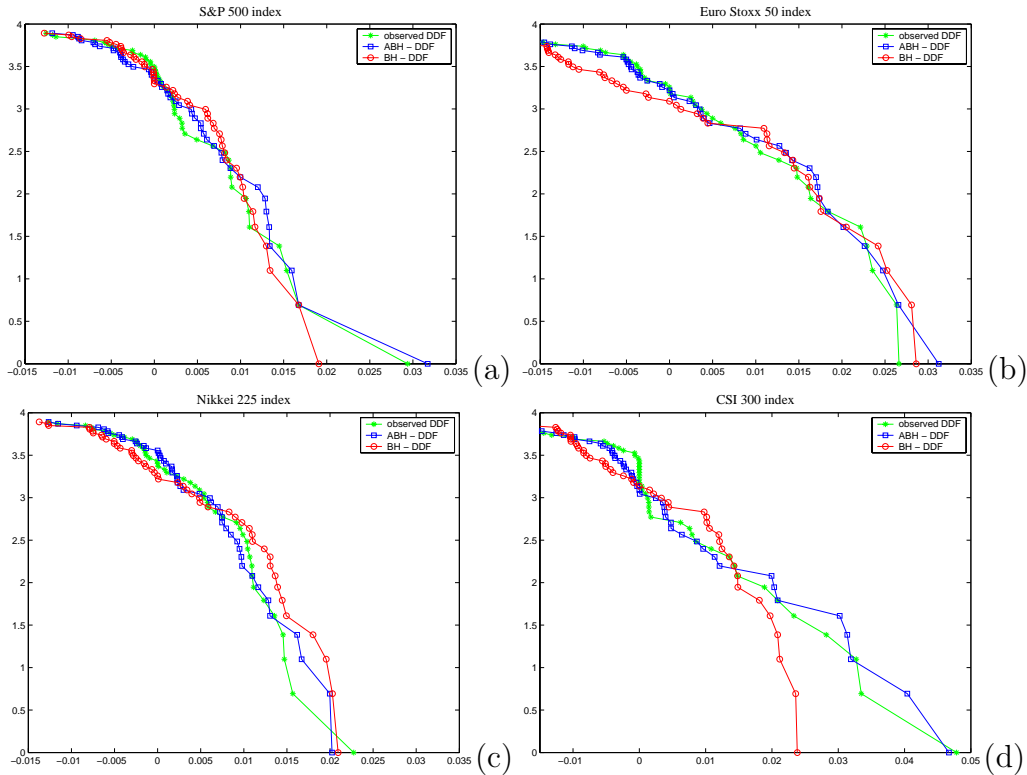 S&P 500 index
4
3.5
3
2.5
2
1.5
1
0.5
0
−0.015 −0.01 −0.005 0 0.005 0.01 0.015 0.02 0.025 0.03 0.035
observed DDF
ABH − DDF
BH − DDF
(a)
Euro Stoxx 50 index
4
3.5
3
2.5
2
1.5
1
0.5
0
−0.015 −0.01 −0.005 0 0.005 0.01 0.015 0.02 0.025 0.03 0.035
observed DDF
ABH − DDF
BH − DDF
(b)
Nikkei 225 index
4
3.5
3
2.5
2
1.5
1
0.5
0
−0.015 −0.01 −0.005 0 0.005 0.01 0.015 0.02 0.025 0.03 0.035
observed DDF
ABH − DDF
BH − DDF
(c)
CSI 300 index
4
3.5
3
2.5
2
1.5
1
0.5
0
−0.01 0 0.01 0.02 0.03 0.04 0.05
observed DDF
ABH − DDF
BH − DDF
(d)